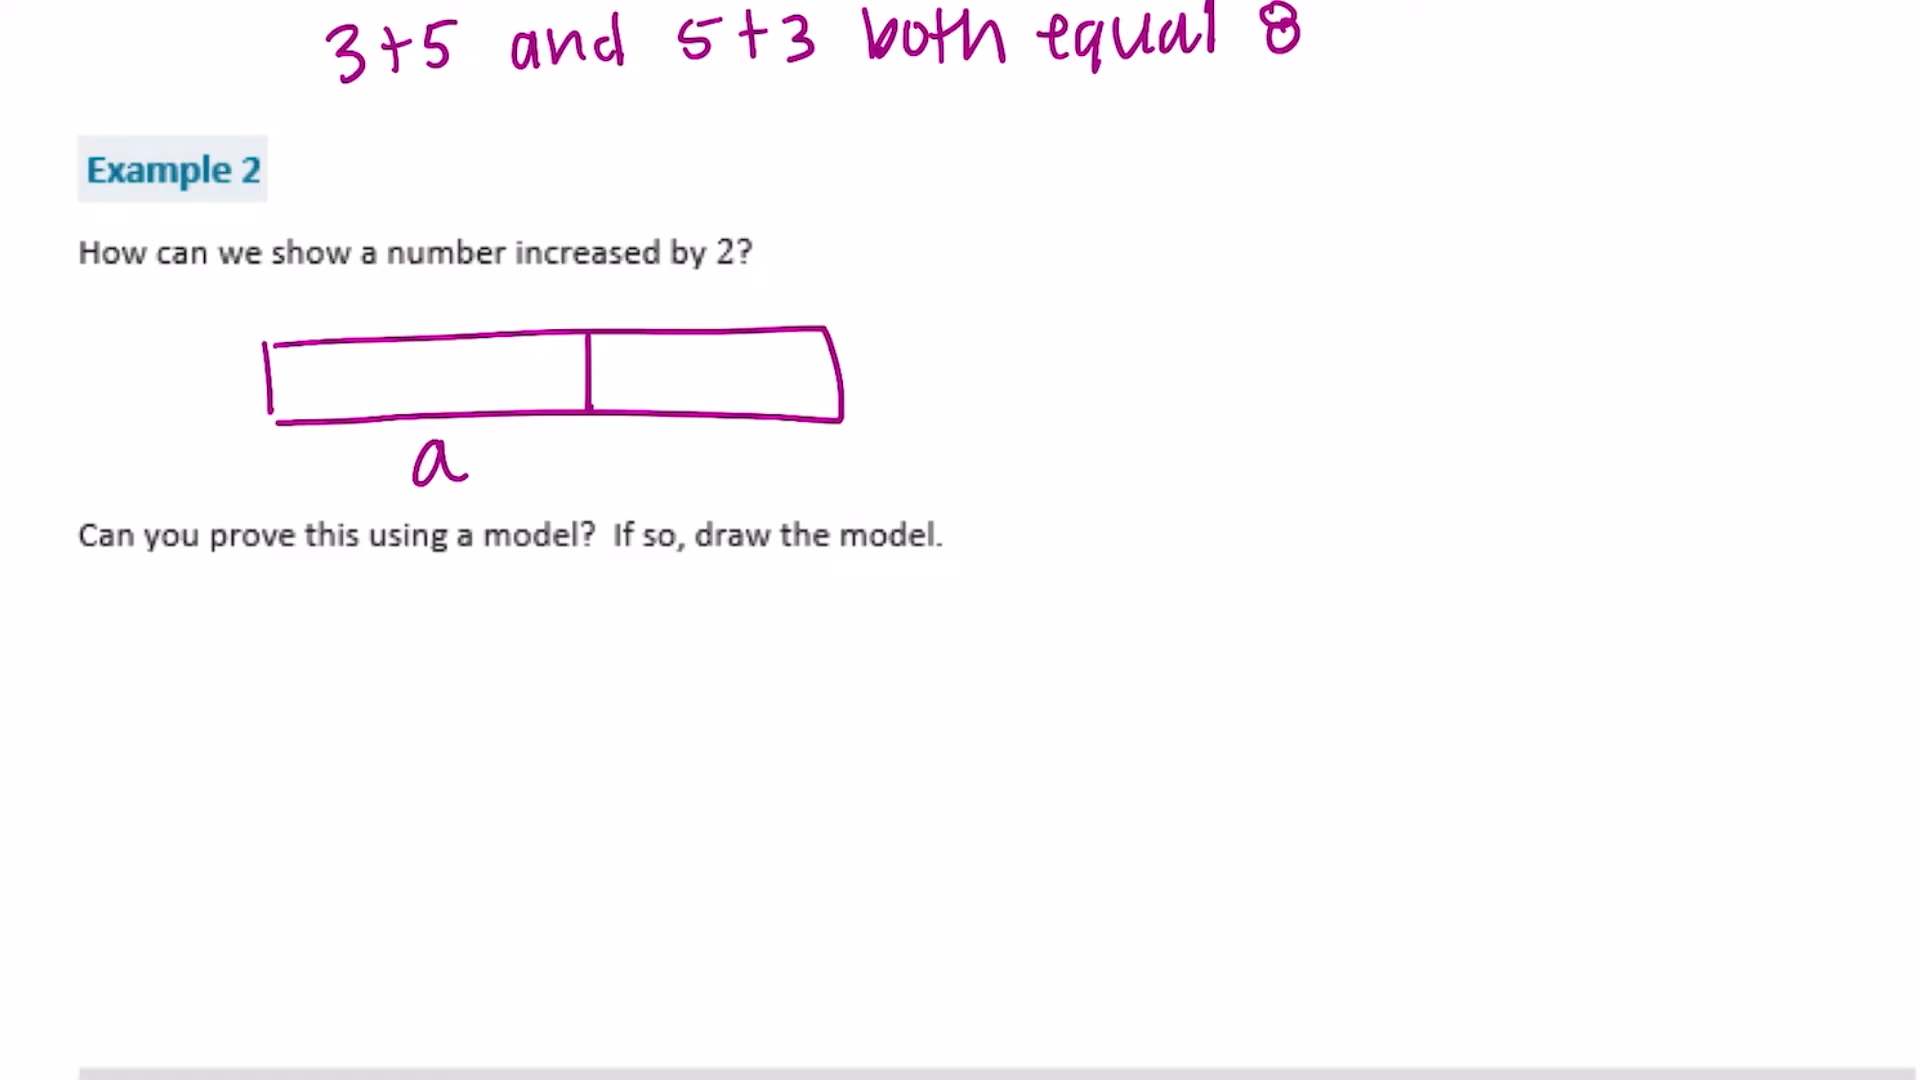 3+5 and 5+3 both equal 8
Example 2
How can we show a number increased by 2?
a
Can you prove this using a model? If so, draw the model.